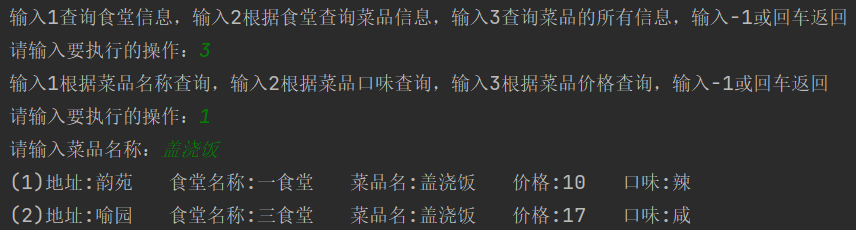 输入1查询食堂信息，输入2根据食堂查询菜品信息，输入3查询菜品的所有信息，输入-1或回车返回
请输入要执行的操作：3
输入1根据菜品名称查询，输入2根据菜品口味查询，输入3根据菜品价格查询，输入-1或回车返回
请输入要执行的操作：1
请输入菜品名称：盖浇饭
(1)地址:韵苑   食堂名称:一食堂   菜品名:盖浇饭   价格:10   口味:辣
(2)地址:喻园   食堂名称:三食堂   菜品名:盖浇饭   价格:17   口味:咸